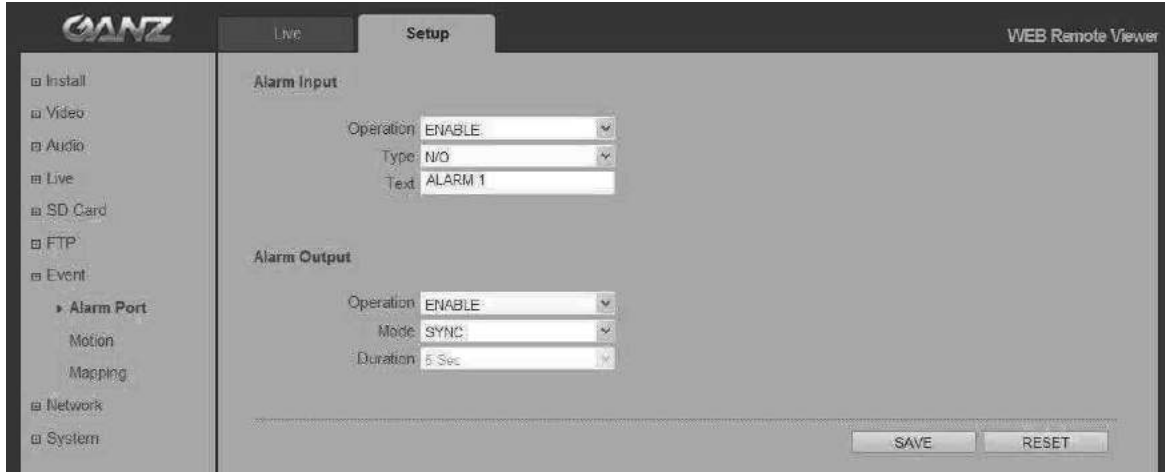 GANZ
Live
Setup
WEB Remote Viewer
Install
Video
Audio
Live
SD Card
FTP
Event
Alarm Port
Motion
Mapping
Network
System
Alarm Input
Operation ENABLE
Type N/O
Text ALARM 1
Alarm Output
Operation ENABLE
Mode SYNC
Duration 5 Sec
SAVE
RESET